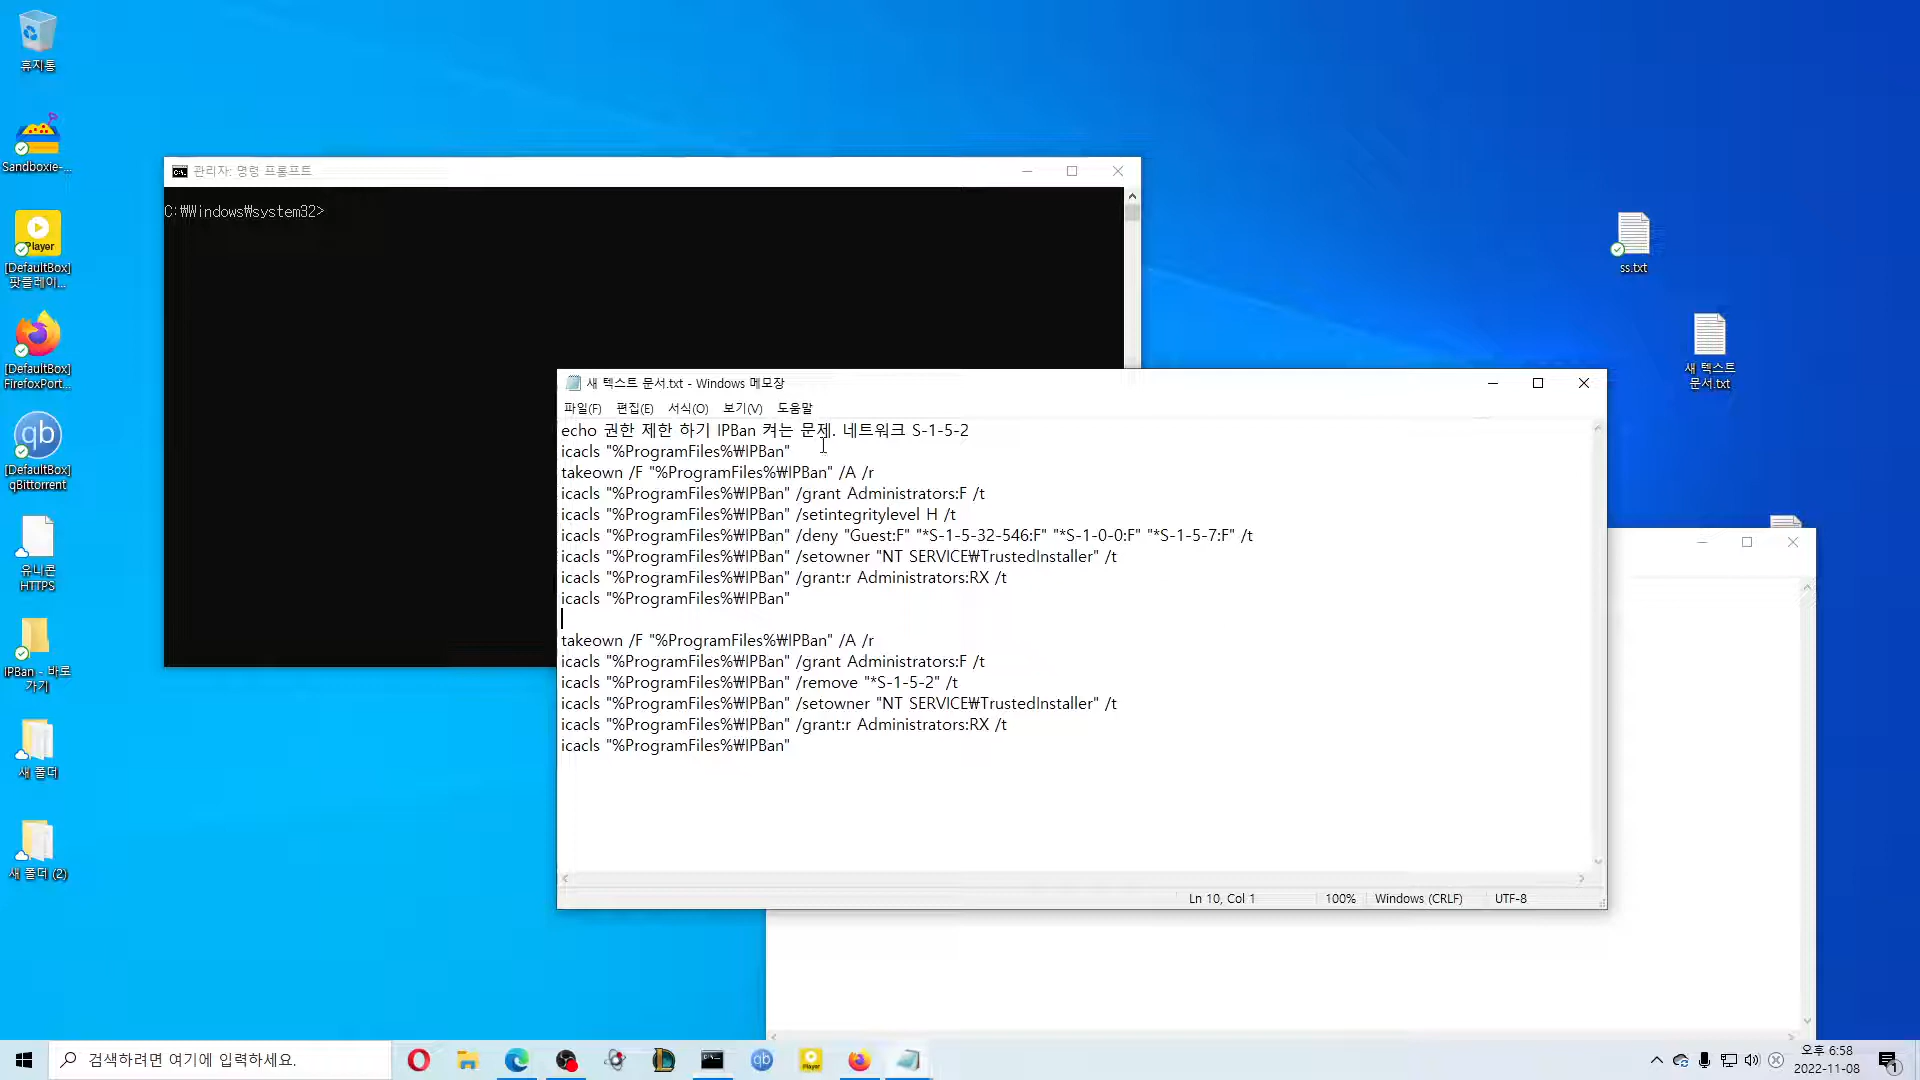 휴지통
Sandboxie-...
Player
[DefaultBox]
팟플레이...
[DefaultBox]
FirefoxPort...
qb
[DefaultBox]
qBittorrent
유니콘
HTTPS
IPBan - 바로
가기
새 폴더
새 폴더 (2)
관리자: 명령 프롬프트
C:₩Windows₩system32>
ss.txt
새 텍스트
문서.txt
새 텍스트 문서.txt - Windows 메모장
파일(F) 편집(E) 서식(O) 보기(V) 도움말
echo 권한 제한 하기 IPBan 켜는 문제. 네트워크 S-1-5-2
icacls "%ProgramFiles%₩IPBan"
takeown /F "%ProgramFiles%₩IPBan" /A /r
icacls "%ProgramFiles%₩IPBan" /grant Administrators:F /t
icacls "%ProgramFiles%₩IPBan" /setintegritylevel H /t
icacls "%ProgramFiles%₩IPBan" /deny "Guest:F" "*S-1-5-32-546:F" "*S-1-0-0:F" "*S-1-5-7:F" /t
icacls "%ProgramFiles%₩IPBan" /setowner "NT SERVICE₩TrustedInstaller" /t
icacls "%ProgramFiles%₩IPBan" /grant:r Administrators:RX /t
icacls "%ProgramFiles%₩IPBan"
takeown /F "%ProgramFiles%₩IPBan" /A /r
icacls "%ProgramFiles%₩IPBan" /grant Administrators:F /t
icacls "%ProgramFiles%₩IPBan" /remove "*S-1-5-2" /t
icacls "%ProgramFiles%₩IPBan" /setowner "NT SERVICE₩TrustedInstaller" /t
icacls "%ProgramFiles%₩IPBan" /grant:r Administrators:RX /t
icacls "%ProgramFiles%₩IPBan"
Ln 10, Col 1 100% Windows (CRLF) UTF-8
검색하려면 여기에 입력하세요.
qb
Player
오후 6:58
2022-11-08
1